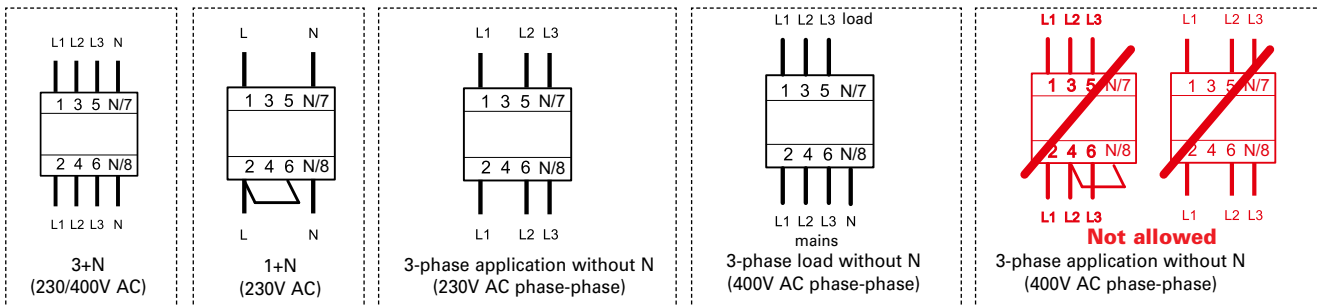 L1 L2 L3 N
1 3 5 N/7
2 4 6 N/8
L1 L2 L3 N
3+N
(230/400V AC)
L N
1 3 5 N/7
2 4 6 N/8
L N
1+N
(230V AC)
L1 L2 L3
1 3 5 N/7
2 4 6 N/8
L1 L2 L3
3-phase application without N
(230V AC phase-phase)
L1 L2 L3 load
1 3 5 N/7
2 4 6 N/8
L1 L2 L3 N
mains
3-phase load without N
(400V AC phase-phase)
L1 L2 L3
1 3 5 N/7
2 4 6 N/8
L1 L2 L3
L1 L2 L3
1 3 5 N/7
2 4 6 N/8
L1 L2 L3
Not allowed
3-phase application without N
(400V AC phase-phase)